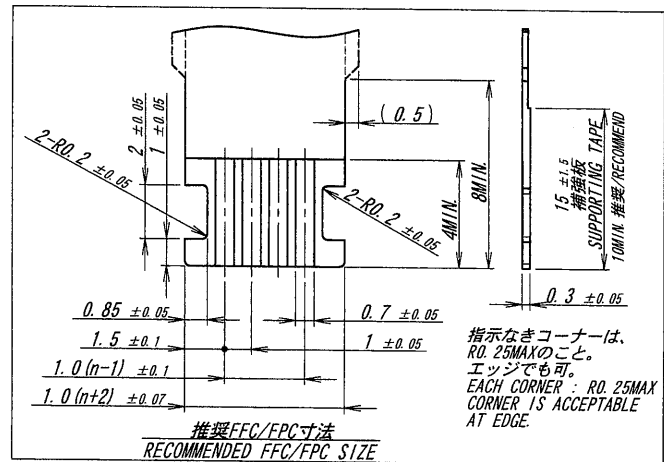 (0.5)
2-R0.2 ±0.05
2 ±0.05
1 ±0.05
2-R0.2 ±0.05
4MIN.
8MIN.
15 ±1.5
補強板
SUPPORTING TAPE
10MIN.推奨/RECOMMEND
0.3 ±0.05
0.85 ±0.05
0.7 ±0.05
1.5 ±0.1
1 ±0.05
1.0(n-1) ±0.1
1.0(n+2) ±0.07
指示なきコーナーは、
R0.25MAXのこと。
エッジでも可。
EACH CORNER : R0.25MAX
CORNER IS ACCEPTABLE
AT EDGE.
推奨FFC/FPC寸法
RECOMMENDED FFC/FPC SIZE